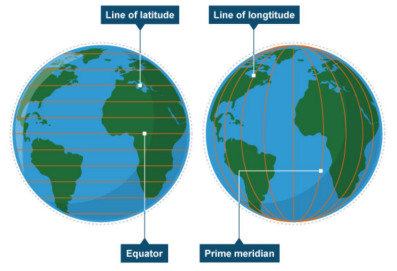 Line of latitude
Line of longtitude
Equator
Prime meridian